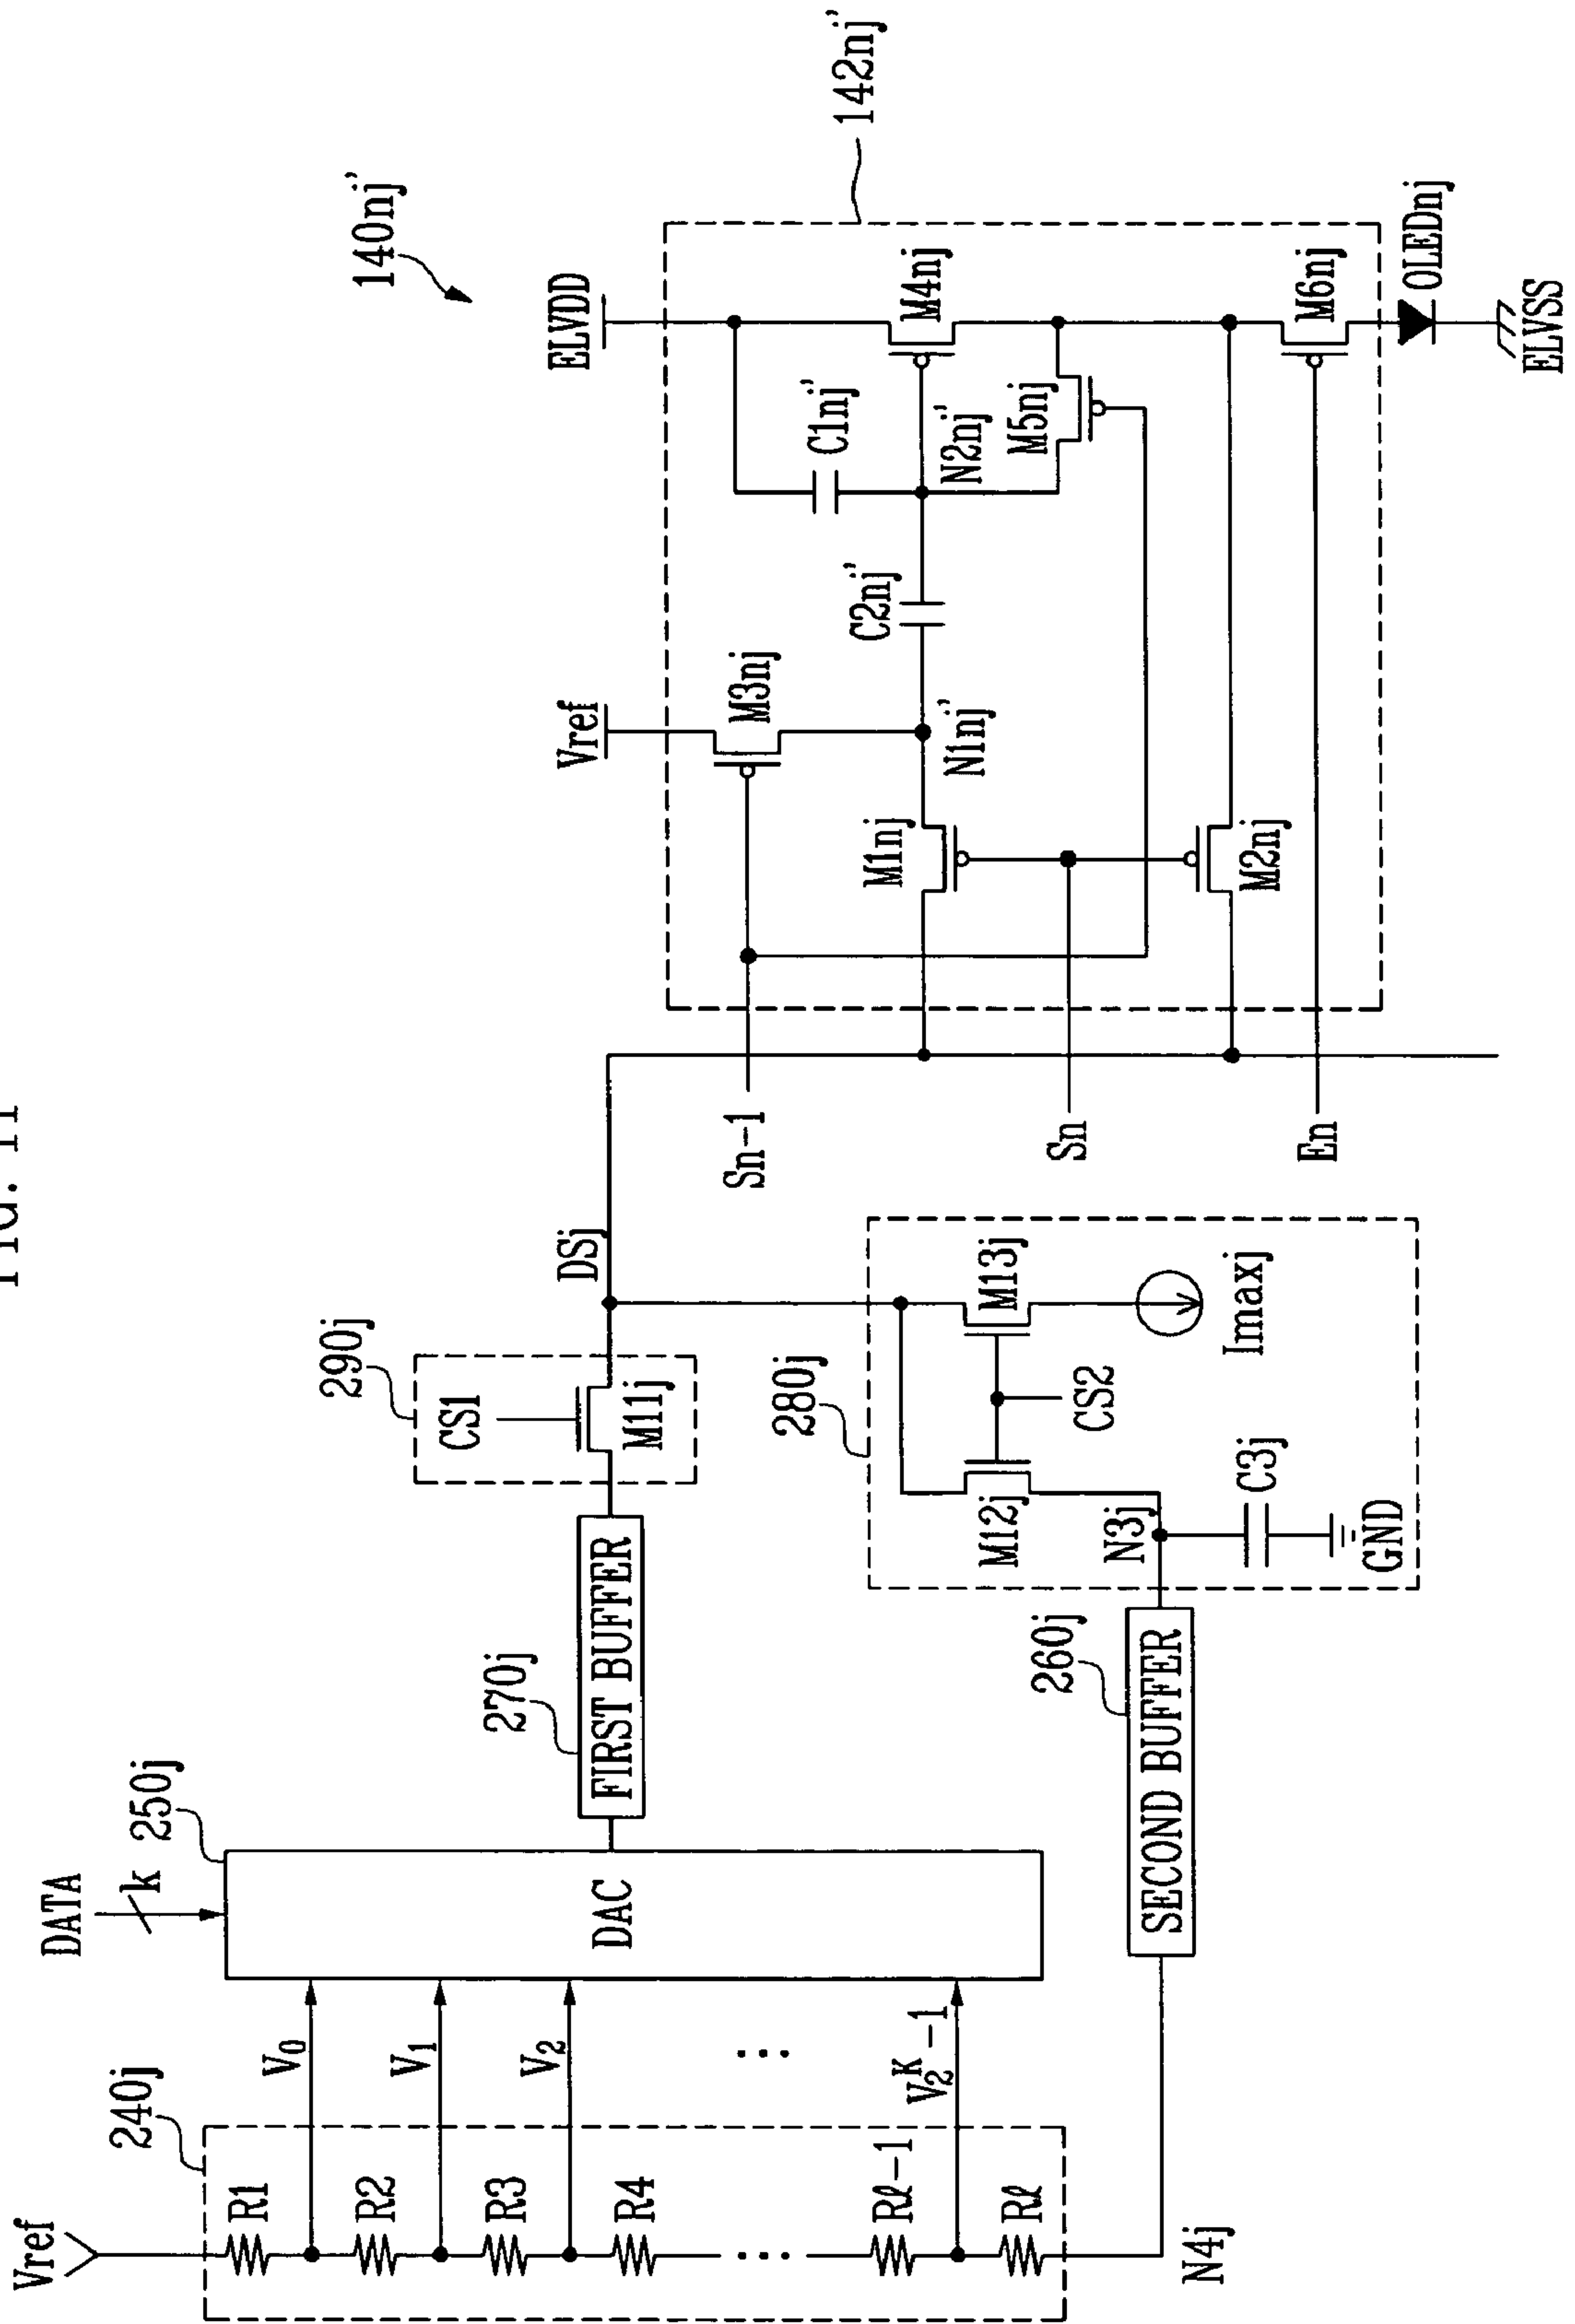 FIG. 11
Vref
240j
R1
R2
R3
R4
...
Rℓ-1
Rℓ
N4j
V0
V1
V2
...
V2^K-1
DATA
k
250j
DAC
270j
FIRST BUFFER
260j
SECOND BUFFER
290j
CS1
M11j
DSj
280j
M12j
M13j
CS2
N3j
C3j
GND
Imaxj
Sn-1
Sn
En
140nj''
142nj''
ELVDD
Vref
M3nj
M1nj
N1nj''
C2nj''
C1nj''
N2nj''
M4nj
M5nj
M2nj
M6nj
OLEDnj
ELVSS